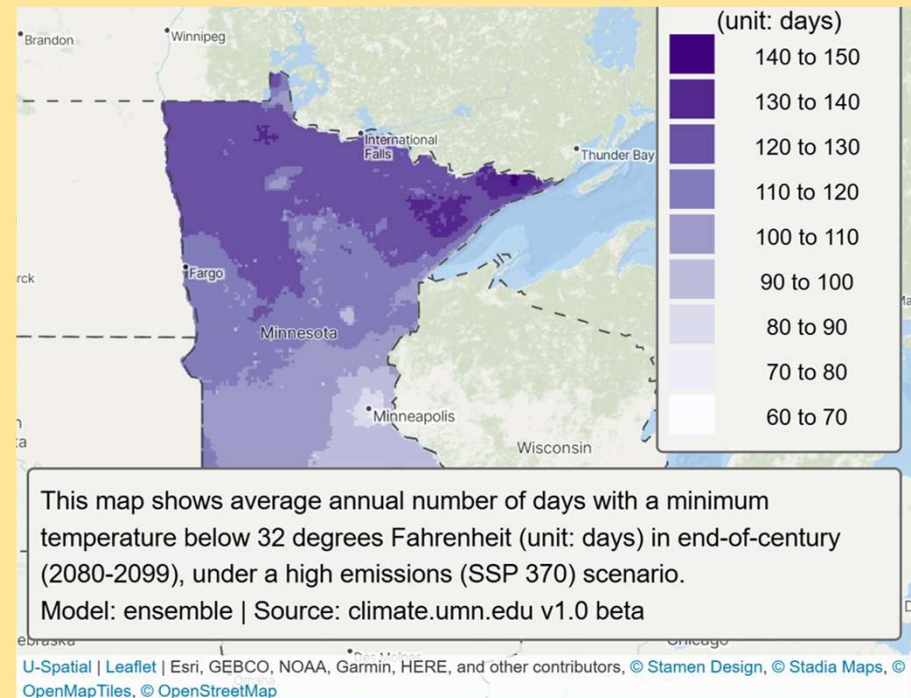 (unit: days)
Brandon
Winnipeg
140 to 150
130 to 140
International
Falls
120 to 130
Thunder Bay
110 to 120
100 to 110
Fargo
rck
90 to 100
Minnesota
80 to 90
70 to 80
Minneapolis
60 to 70
ta
Wisconsin
This map shows average annual number of days with a minimum
temperature below 32 degrees Fahrenheit (unit: days) in end-of-century
(2080-2099), under a high emissions (SSP 370) scenario.
Model: ensemble | Source: climate.umn.edu v1.0 beta
U-Spatial | Leaflet | Esri, GEBCO, NOAA, Garmin, HERE, and other contributors, © Stamen Design, © Stadia Maps, ©
OpenMapTiles, © OpenStreetMap